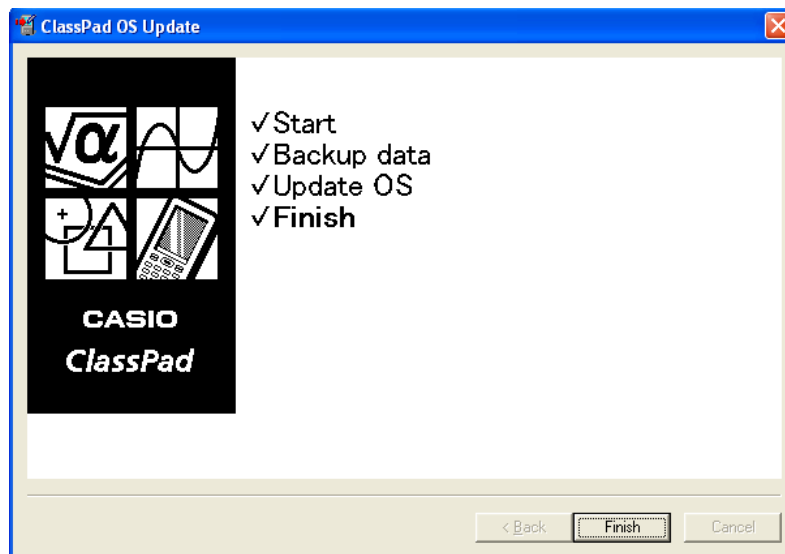 ClassPad OS Update
√α
√Start
√Backup data
√Update OS
√Finish
CASIO
ClassPad
< Back
Finish
Cancel